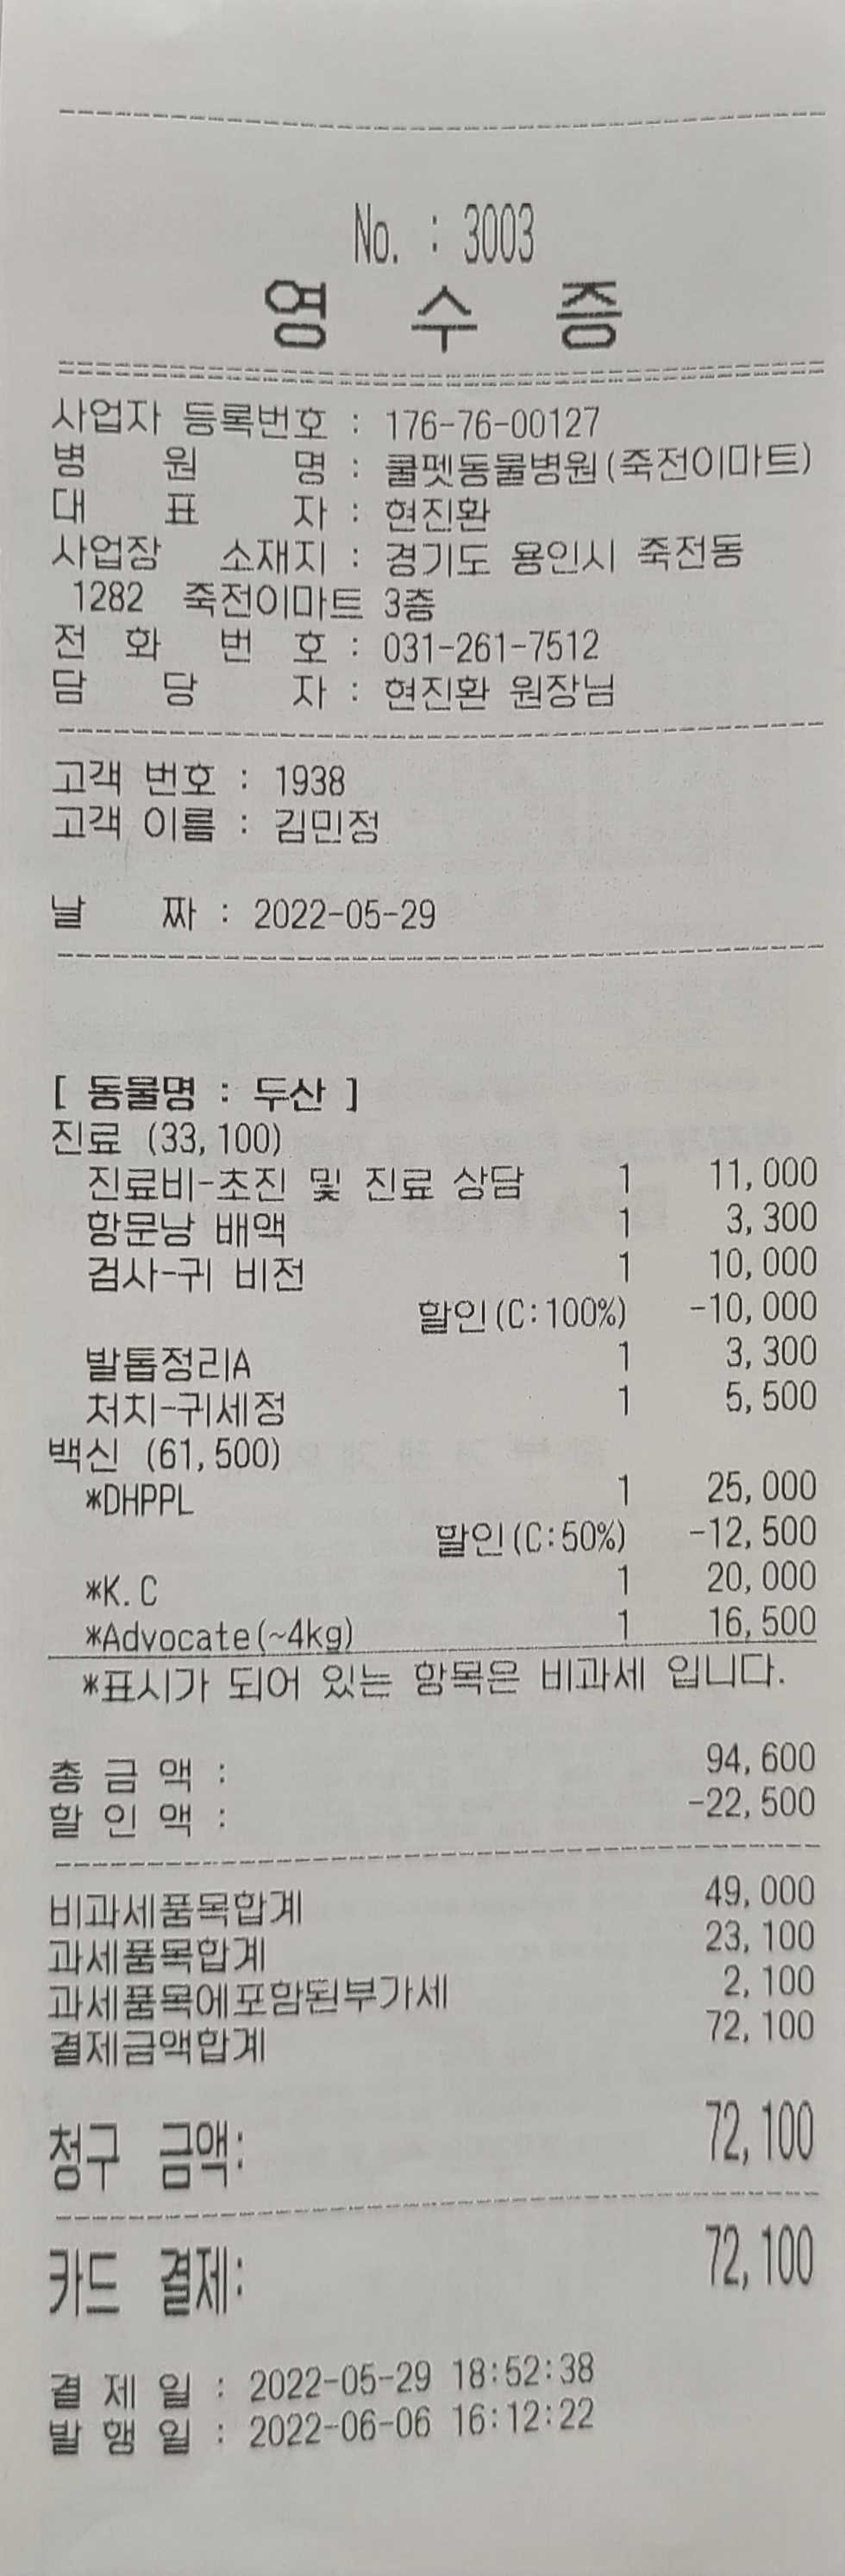 No. : 3003
영 수 증
사업자 등록번호 : 176-76-00127
병 원 명 : 쿨펫동물병원(죽전이마트)
대 표 자 : 현진환
사업장 소재지 : 경기도 용인시 죽전동
1282 죽전이마트 3층
전 화 번 호 : 031-261-7512
담 당 자 : 현진환 원장님
고객 번호 : 1938
고객 이름 : 김민정
날 짜 : 2022-05-29
[ 동물명 : 두산 ]
진료 (33,100)
진료비-초진 및 진료 상담 1 11,000
항문낭 배액 1 3,300
검사-귀 비전 1 10,000
할인(C:100%) -10,000
발톱정리A 1 3,300
처치-귀세정 1 5,500
백신 (61,500)
*DHPPL 1 25,000
할인(C:50%) -12,500
*K.C 1 20,000
*Advocate(~4kg) 1 16,500
*표시가 되어 있는 항목은 비과세 입니다.
총 금 액 : 94,600
할 인 액 : -22,500
비과세품목합계 49,000
과세품목합계 23,100
과세품목에포함된부가세 2,100
결제금액합계 72,100
청구 금액: 72,100
카드 결제: 72,100
결 제 일 : 2022-05-29 18:52:38
발 행 일 : 2022-06-06 16:12:22